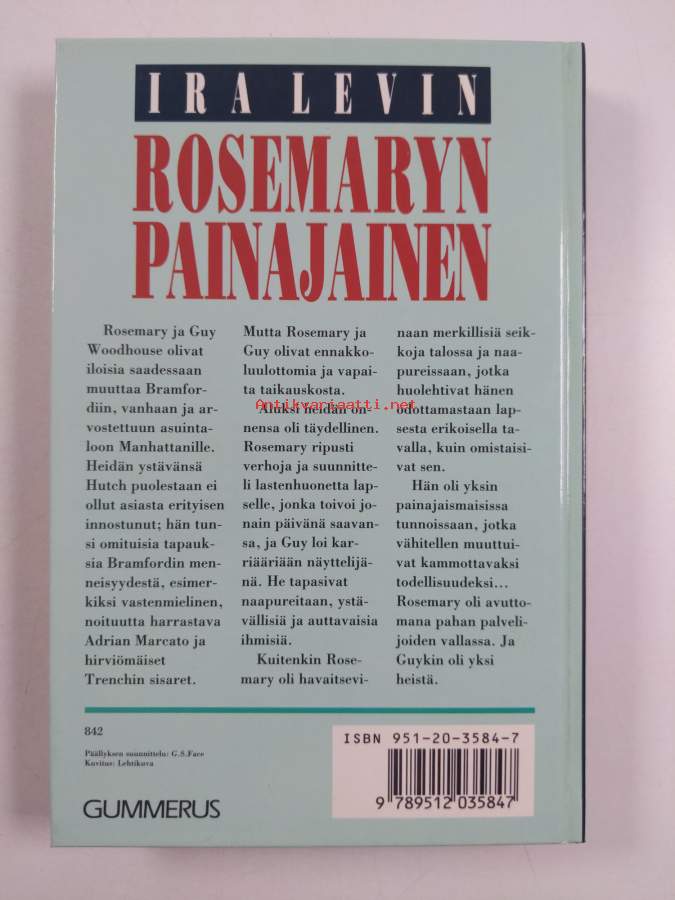 IRA LEVIN
ROSEMARYN
PAINAJAINEN
Rosemary ja Guy
Woodhouse olivat
iloisia saadessaan
muuttaa Bramfor-
diin, vanhaan ja ar-
vostettuun asuinta-
loon Manhattanille.
Heidän ystävänsä
Hutch puolestaan ei
ollut asiasta erityisen
innostunut; hän tun-
si omituisia tapauk-
sia Bramfordin men-
neisyydestä, esimer-
kiksi vastenmielinen,
noituutta harrastava
Adrian Marcato ja
hirviömäiset
Trenchin sisaret.
Mutta Rosemary ja
Guy olivat ennakko-
luulottomia ja vapai-
ta taikauskosta.
Aluksi heidän on-
nensa oli täydellinen.
Rosemary ripusti
verhoja ja suunnitte-
li lastenhuonetta lap-
selle, jonka toivoi jo-
nain päivänä saavan-
sa, ja Guy loi kar-
riääriään näyttelijä-
nä. He tapasivat
naapureitaan, ystä-
vällisiä ja auttavaisia
ihmisiä.
Kuitenkin Rose-
mary oli havaitsevi-
naan merkillisiä seik-
koja talossa ja naa-
pureissaan, jotka
huolehtivat hänen
odottamastaan lap-
sesta erikoisella ta-
valla, kuin omistaisi-
vat sen.
Hän oli yksin
painajaismaisissa
tunnoissaan, jotka
vähitellen muuttui-
vat kammottavaksi
todellisuudeksi...
Rosemary oli avutto-
mana pahan palveli-
joiden vallassa. Ja
Guykin oli yksi
heistä.
Antikvariaatti.net
842
Päällyksen suunnittelu: G.S.Face
Kuvitus: Lehtikuva
GUMMERUS
ISBN 951-20-3584-7
9 789512 035847